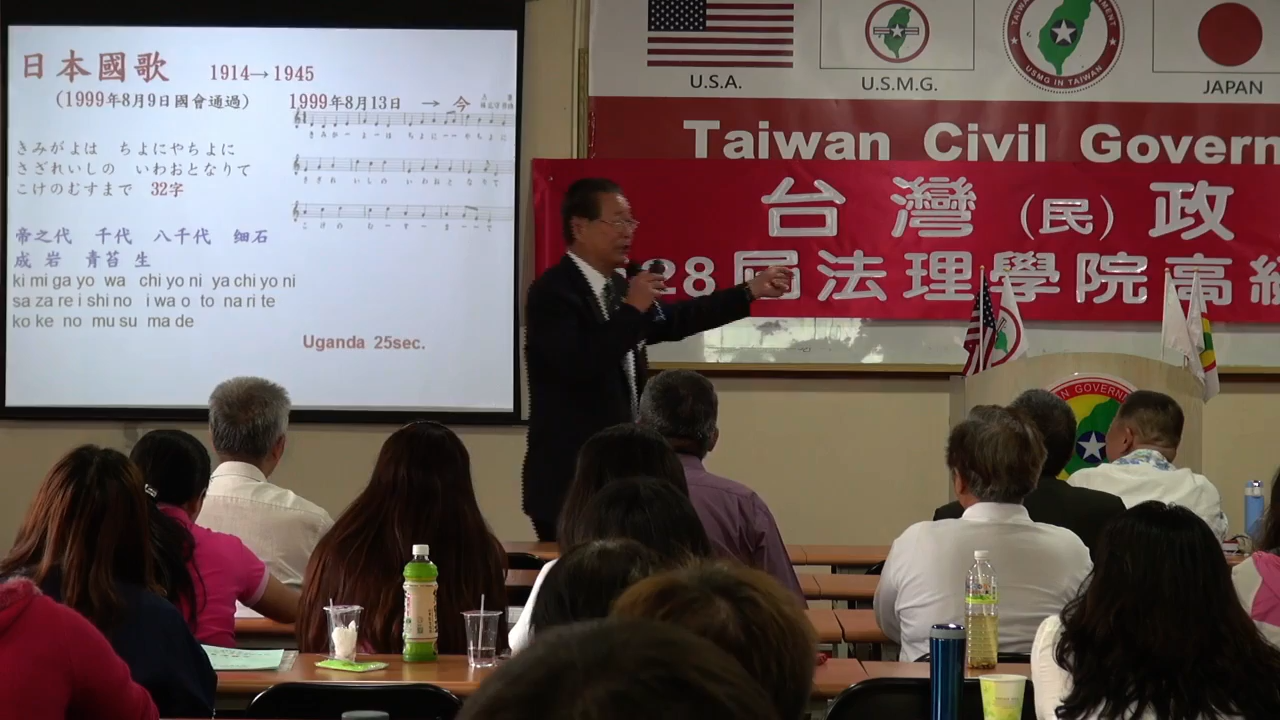 日本國歌 1914→1945
(1999年8月9日國會通過) 1999年8月13日 → 今
きみがよは ちよにやちよに
さざれいしの いわおとなりて
こけのむすまで 32字
帝之代 千代 八千代 细石
成岩 青苔 生
ki mi ga yo wa chi yo ni ya chi yo ni
sa za re i shi no i wa o to na ri te
ko ke no mu su ma de
Uganda 25sec.
U.S.A.
U.S.M.G.
USMG IN TAIWAN
JAPAN
Taiwan Civil Govern
台灣(民)政
28屆法理學院高